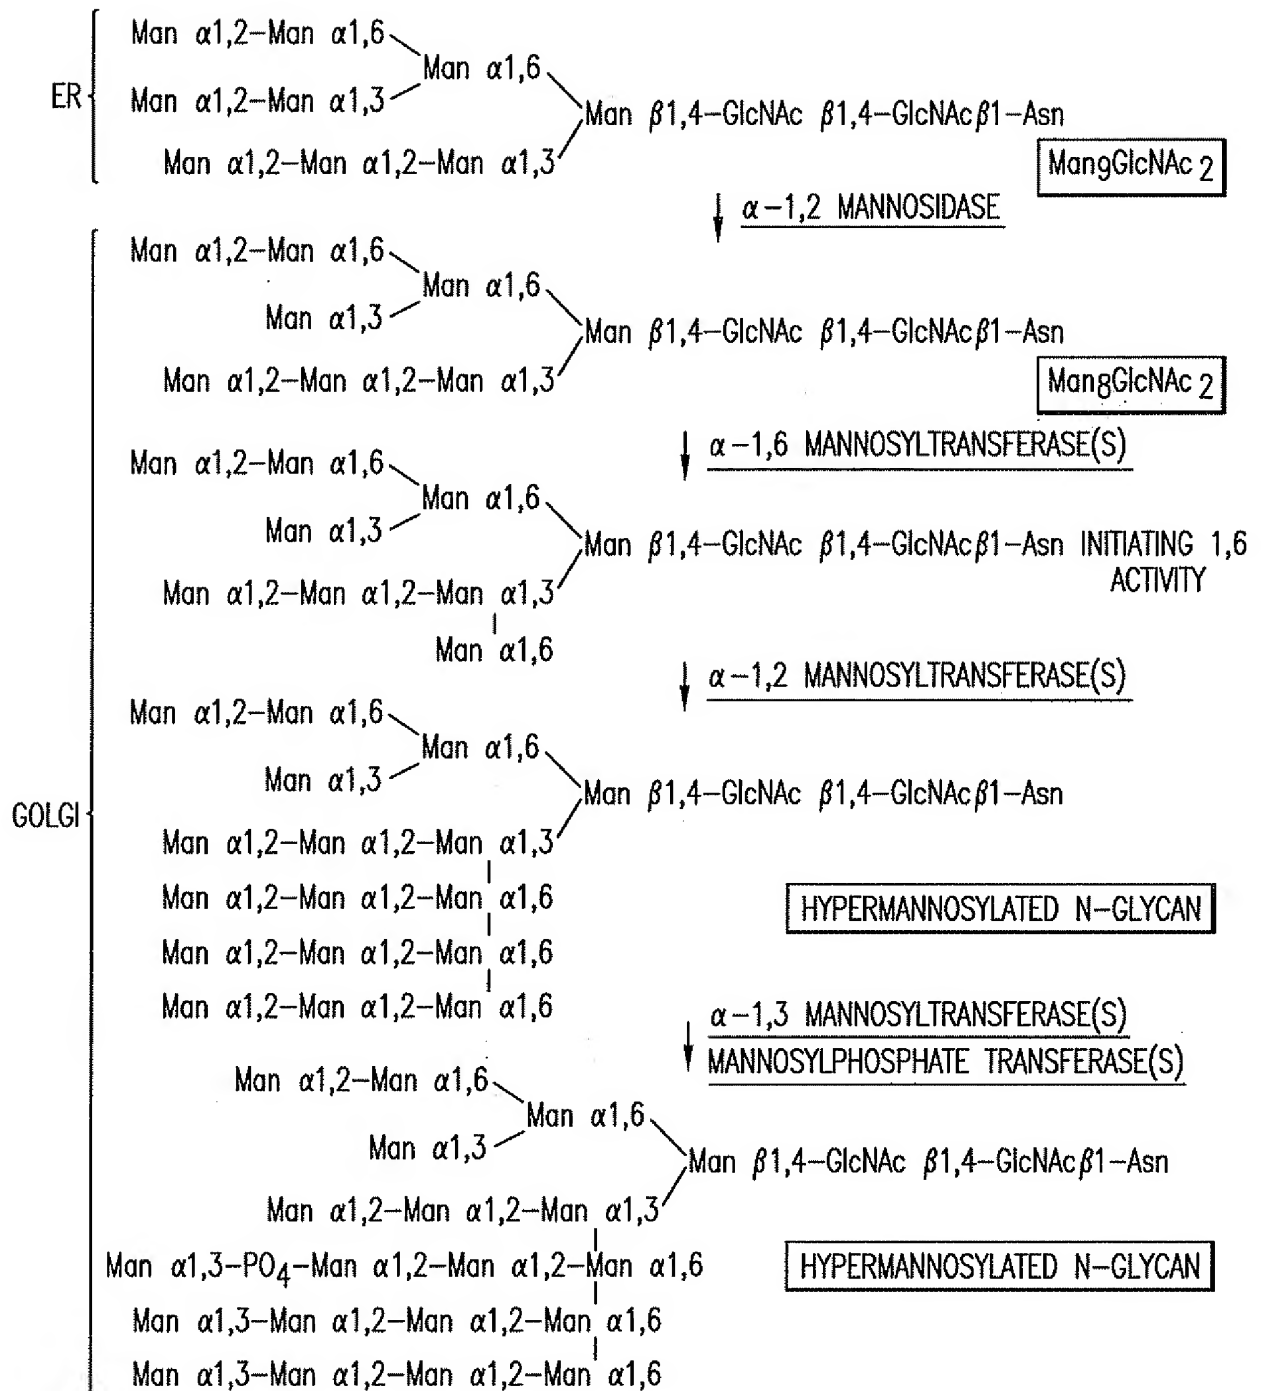 Man α1,2–Man α1,6
Man α1,6
ER
Man α1,2–Man α1,3
Man β1,4–GlcNAc β1,4–GlcNAcβ1–Asn
Man α1,2–Man α1,2–Man α1,3
Man9GlcNAc2
α–1,2 MANNOSIDASE
Man α1,2–Man α1,6
Man α1,6
Man α1,3
Man β1,4–GlcNAc β1,4–GlcNAcβ1–Asn
Man α1,2–Man α1,2–Man α1,3
Man8GlcNAc2
α–1,6 MANNOSYLTRANSFERASE(S)
Man α1,2–Man α1,6
Man α1,6
Man α1,3
Man β1,4–GlcNAc β1,4–GlcNAcβ1–Asn INITIATING 1,6
ACTIVITY
Man α1,2–Man α1,2–Man α1,3
Man α1,6
α–1,2 MANNOSYLTRANSFERASE(S)
Man α1,2–Man α1,6
Man α1,6
Man α1,3
Man β1,4–GlcNAc β1,4–GlcNAcβ1–Asn
GOLGI
Man α1,2–Man α1,2–Man α1,3
Man α1,2–Man α1,2–Man α1,6
HYPERMANNOSYLATED N–GLYCAN
Man α1,2–Man α1,2–Man α1,6
Man α1,2–Man α1,2–Man α1,6
α–1,3 MANNOSYLTRANSFERASE(S)
MANNOSYLPHOSPHATE TRANSFERASE(S)
Man α1,2–Man α1,6
Man α1,6
Man α1,3
Man β1,4–GlcNAc β1,4–GlcNAcβ1–Asn
Man α1,2–Man α1,2–Man α1,3
Man α1,3–PO4–Man α1,2–Man α1,2–Man α1,6
HYPERMANNOSYLATED N–GLYCAN
Man α1,3–Man α1,2–Man α1,2–Man α1,6
Man α1,3–Man α1,2–Man α1,2–Man α1,6